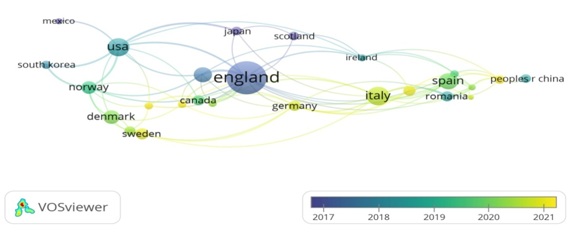 mexico
japan
scotland
usa
ireland
south korea
england
peoples r china
spain
norway
italy
romania
canada
germany
denmark
sweden
VOSviewer
2017 2018 2019 2020 2021